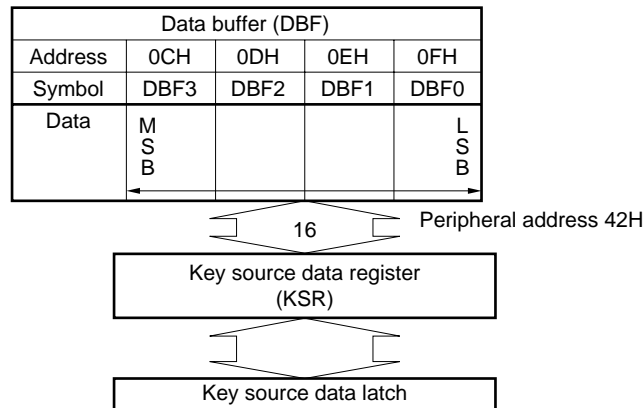 Data buffer (DBF)
Address 0CH 0DH 0EH 0FH
Symbol DBF3 DBF2 DBF1 DBF0
Data M L
S S
B B
16 Peripheral address 42H
Key source data register
(KSR)
Key source data latch